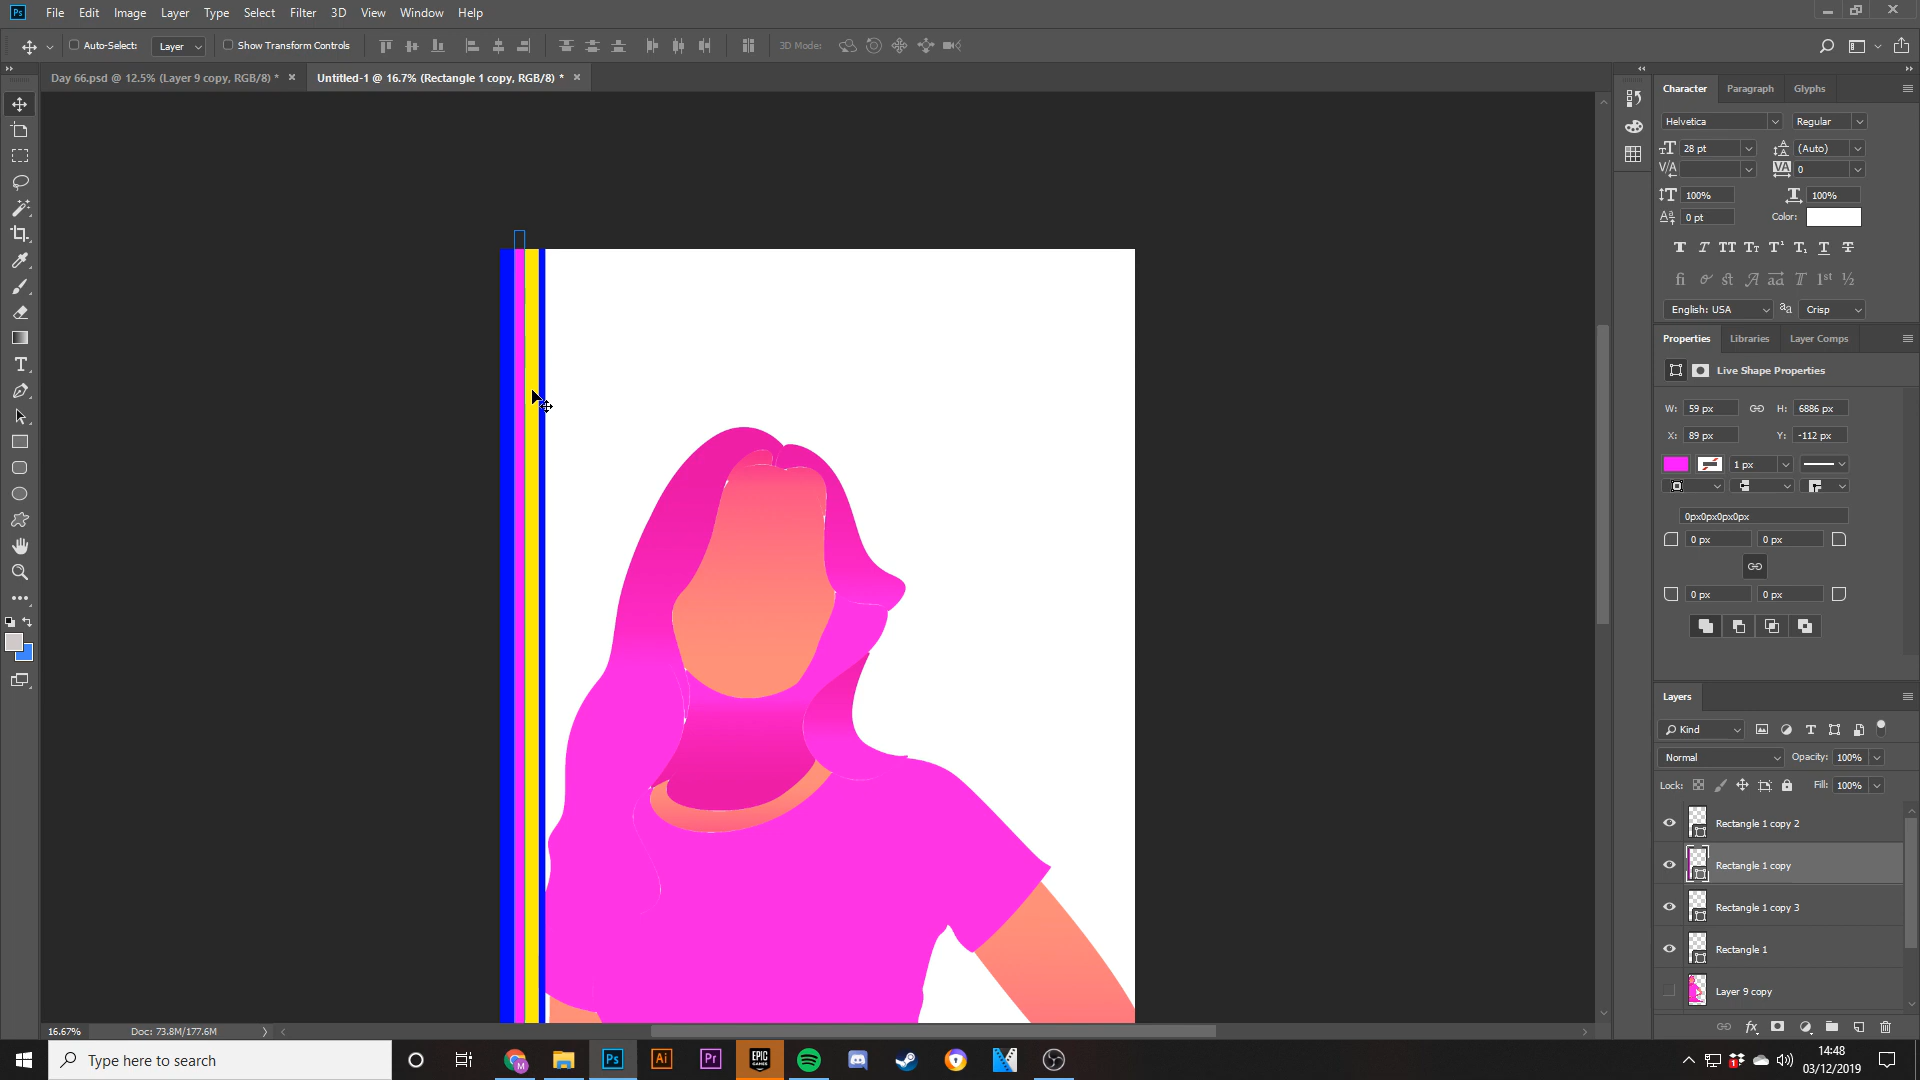 Ps File Edit Image Layer Type Select Filter 3D View Window Help
Auto-Select: Layer Show Transform Controls 3D Mode:
Day 66.psd @ 12.5% (Layer 9 copy, RGB/8) * × Untitled-1 @ 16.7% (Rectangle 1 copy, RGB/8) * ×
Character Paragraph Glyphs
Helvetica Regular
28 pt (Auto)
0
100% 100%
0 pt Color:
English: USA Crisp
Properties Libraries Layer Comps
Live Shape Properties
W: 59 px H: 6886 px
X: 89 px Y: -112 px
1 px
0px0px0px0px
0 px 0 px
0 px 0 px
Layers
Kind
Normal Opacity: 100%
Lock: Fill: 100%
Rectangle 1 copy 2
Rectangle 1 copy
Rectangle 1 copy 3
Rectangle 1
Layer 9 copy
16.67% Doc: 73.8M/177.6M
Type here to search
Ps Ai Pr EPIC GAMES
14:48
03/12/2019